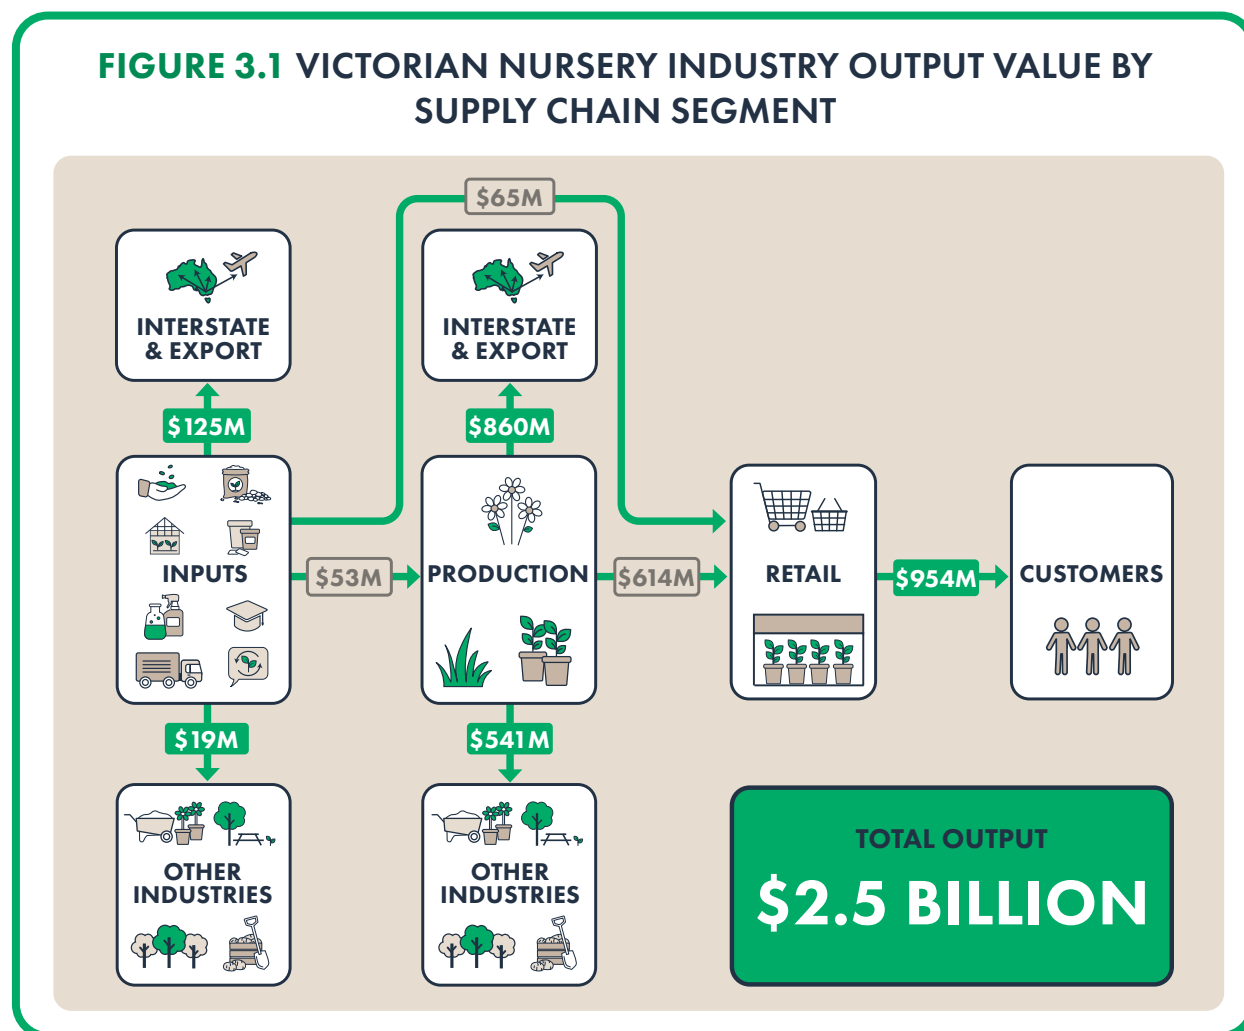 FIGURE 3.1 VICTORIAN NURSERY INDUSTRY OUTPUT VALUE BY
SUPPLY CHAIN SEGMENT
$65M
INTERSTATE
& EXPORT
INTERSTATE
& EXPORT
$125M
$860M
INPUTS
$53M
PRODUCTION
$614M
RETAIL
$954M
CUSTOMERS
$19M
$541M
OTHER
INDUSTRIES
OTHER
INDUSTRIES
TOTAL OUTPUT
$2.5 BILLION